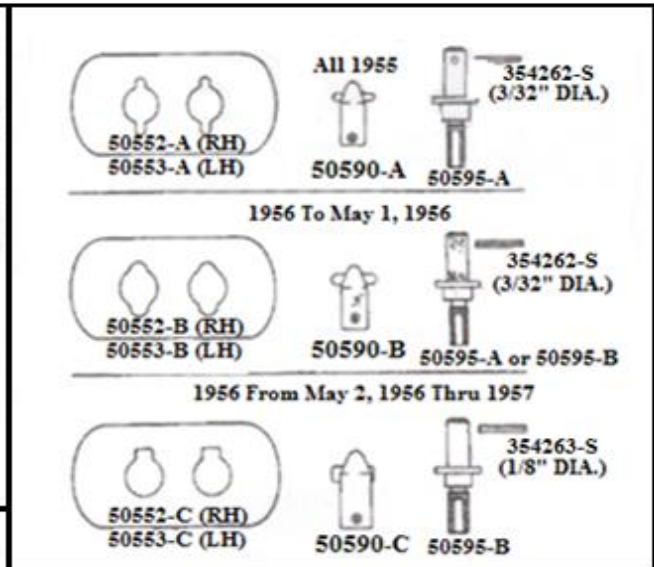 All 1955
354262-S
(3/32" DIA.)
50552-A (RH)
50553-A (LH)
50590-A
50595-A
1956 To May 1, 1956
354262-S
(3/32" DIA.)
50552-B (RH)
50553-B (LH)
50590-B
50595-A or 50595-B
1956 From May 2, 1956 Thru 1957
354263-S
(1/8" DIA.)
50552-C (RH)
50553-C (LH)
50590-C
50595-B